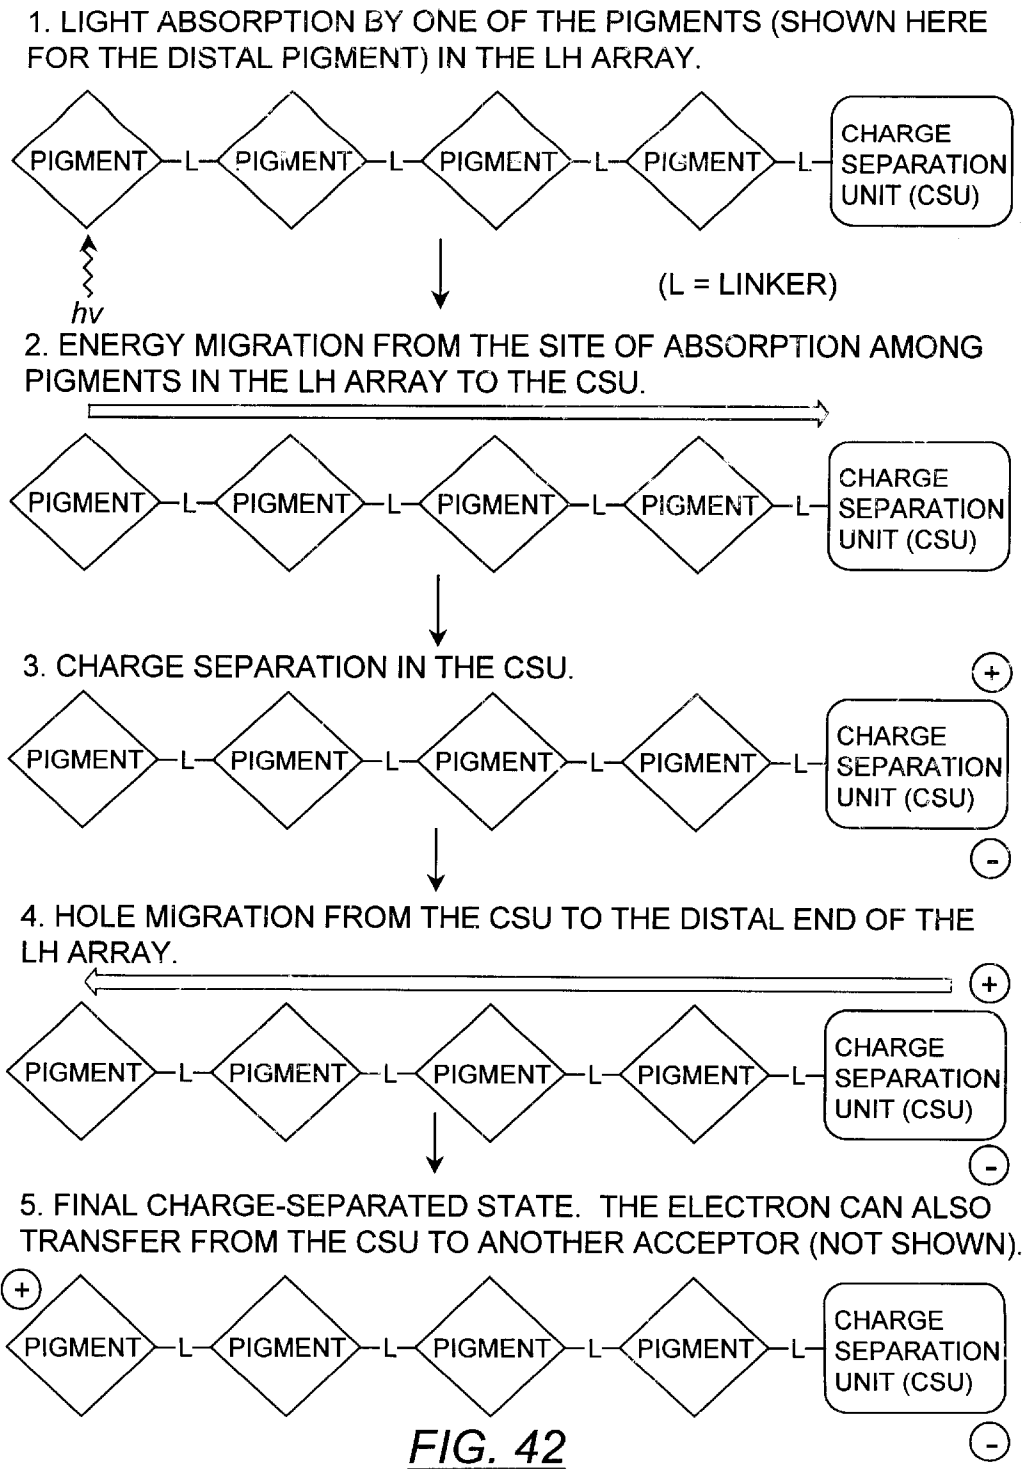 1. LIGHT ABSORPTION BY ONE OF THE PIGMENTS (SHOWN HERE
FOR THE DISTAL PIGMENT) IN THE LH ARRAY.
PIGMENT L PIGMENT L PIGMENT L PIGMENT L CHARGE
SEPARATION
UNIT (CSU)
hν
(L = LINKER)
2. ENERGY MIGRATION FROM THE SITE OF ABSORPTION AMONG
PIGMENTS IN THE LH ARRAY TO THE CSU.
PIGMENT L PIGMENT L PIGMENT L PIGMENT L CHARGE
SEPARATION
UNIT (CSU)
3. CHARGE SEPARATION IN THE CSU.
+
PIGMENT L PIGMENT L PIGMENT L PIGMENT L CHARGE
SEPARATION
UNIT (CSU)
-
4. HOLE MIGRATION FROM THE CSU TO THE DISTAL END OF THE
LH ARRAY.
+
PIGMENT L PIGMENT L PIGMENT L PIGMENT L CHARGE
SEPARATION
UNIT (CSU)
-
5. FINAL CHARGE-SEPARATED STATE. THE ELECTRON CAN ALSO
TRANSFER FROM THE CSU TO ANOTHER ACCEPTOR (NOT SHOWN).
+
PIGMENT L PIGMENT L PIGMENT L PIGMENT L CHARGE
SEPARATION
UNIT (CSU)
-
FIG. 42